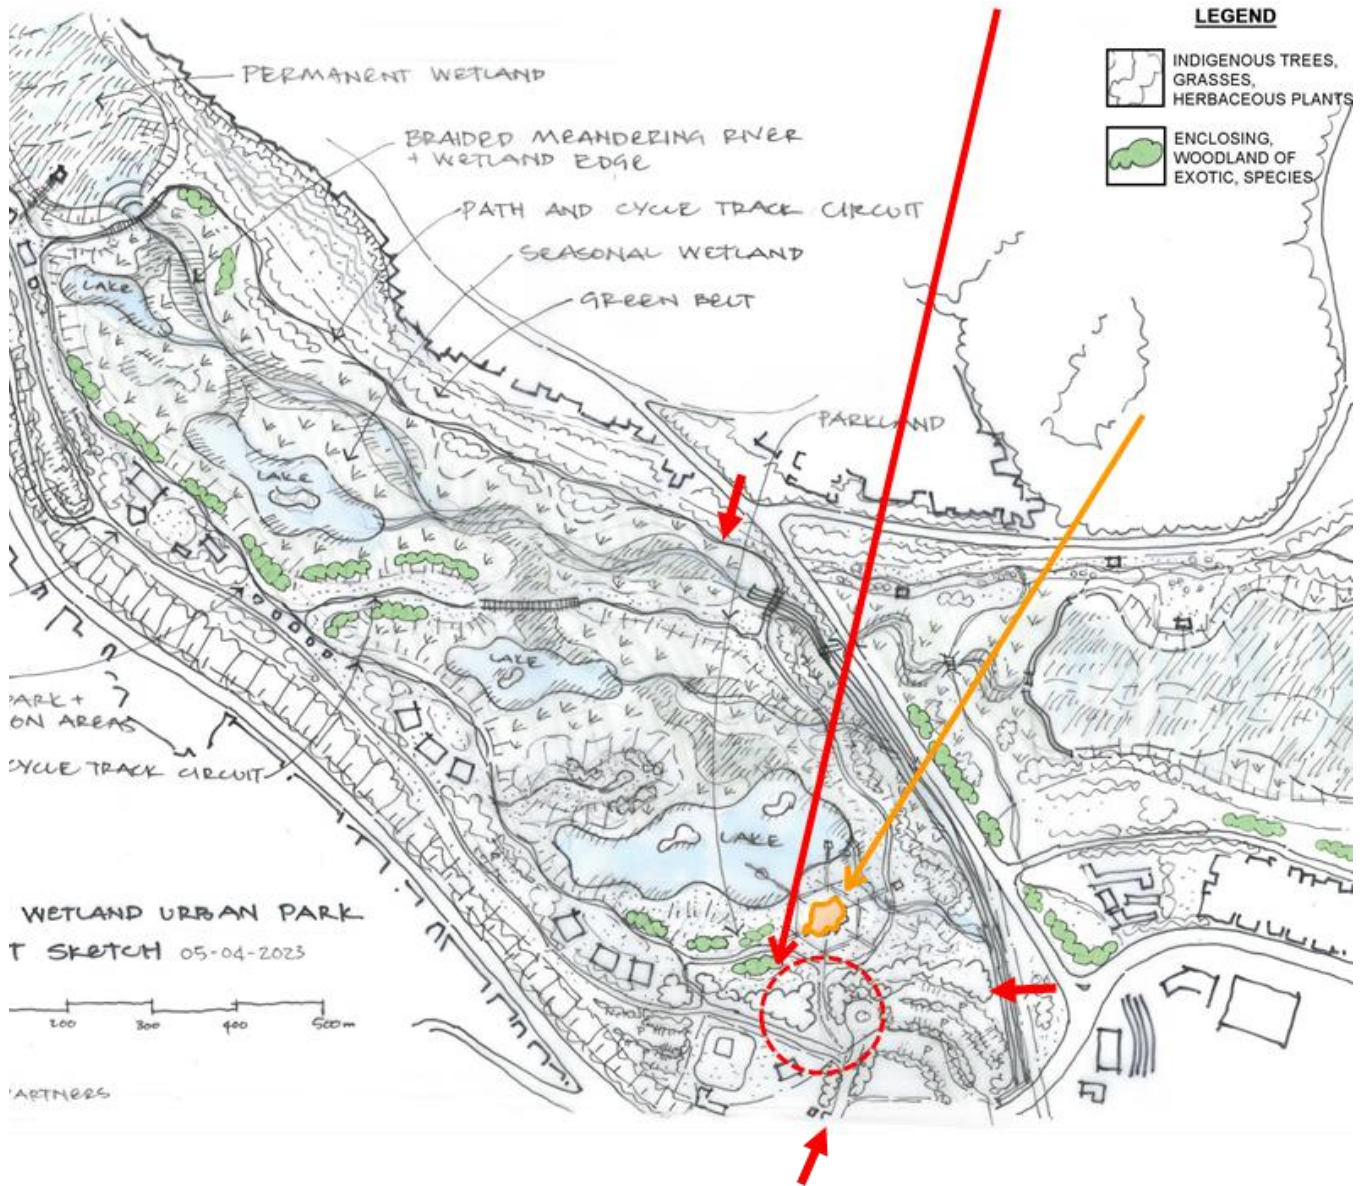 LEGEND
INDIGENOUS TREES,
GRASSES,
HERBACEOUS PLANTS
ENCLOSING,
WOODLAND OF
EXOTIC, SPECIES
PERMANENT WETLAND
BRAIDED MEANDERING RIVER
+ WETLAND EDGE
PATH AND CYCLE TRACK CIRCUIT
SEASONAL WETLAND
GREEN BELT
PARKLAND
LAKE
LAKE
LAKE
LAKE
PARK +
ON AREAS
CYCLE TRACK CIRCUIT
WETLAND URBAN PARK
T SKETCH 05-04-2023
200 300 400 500m
ARTNERS